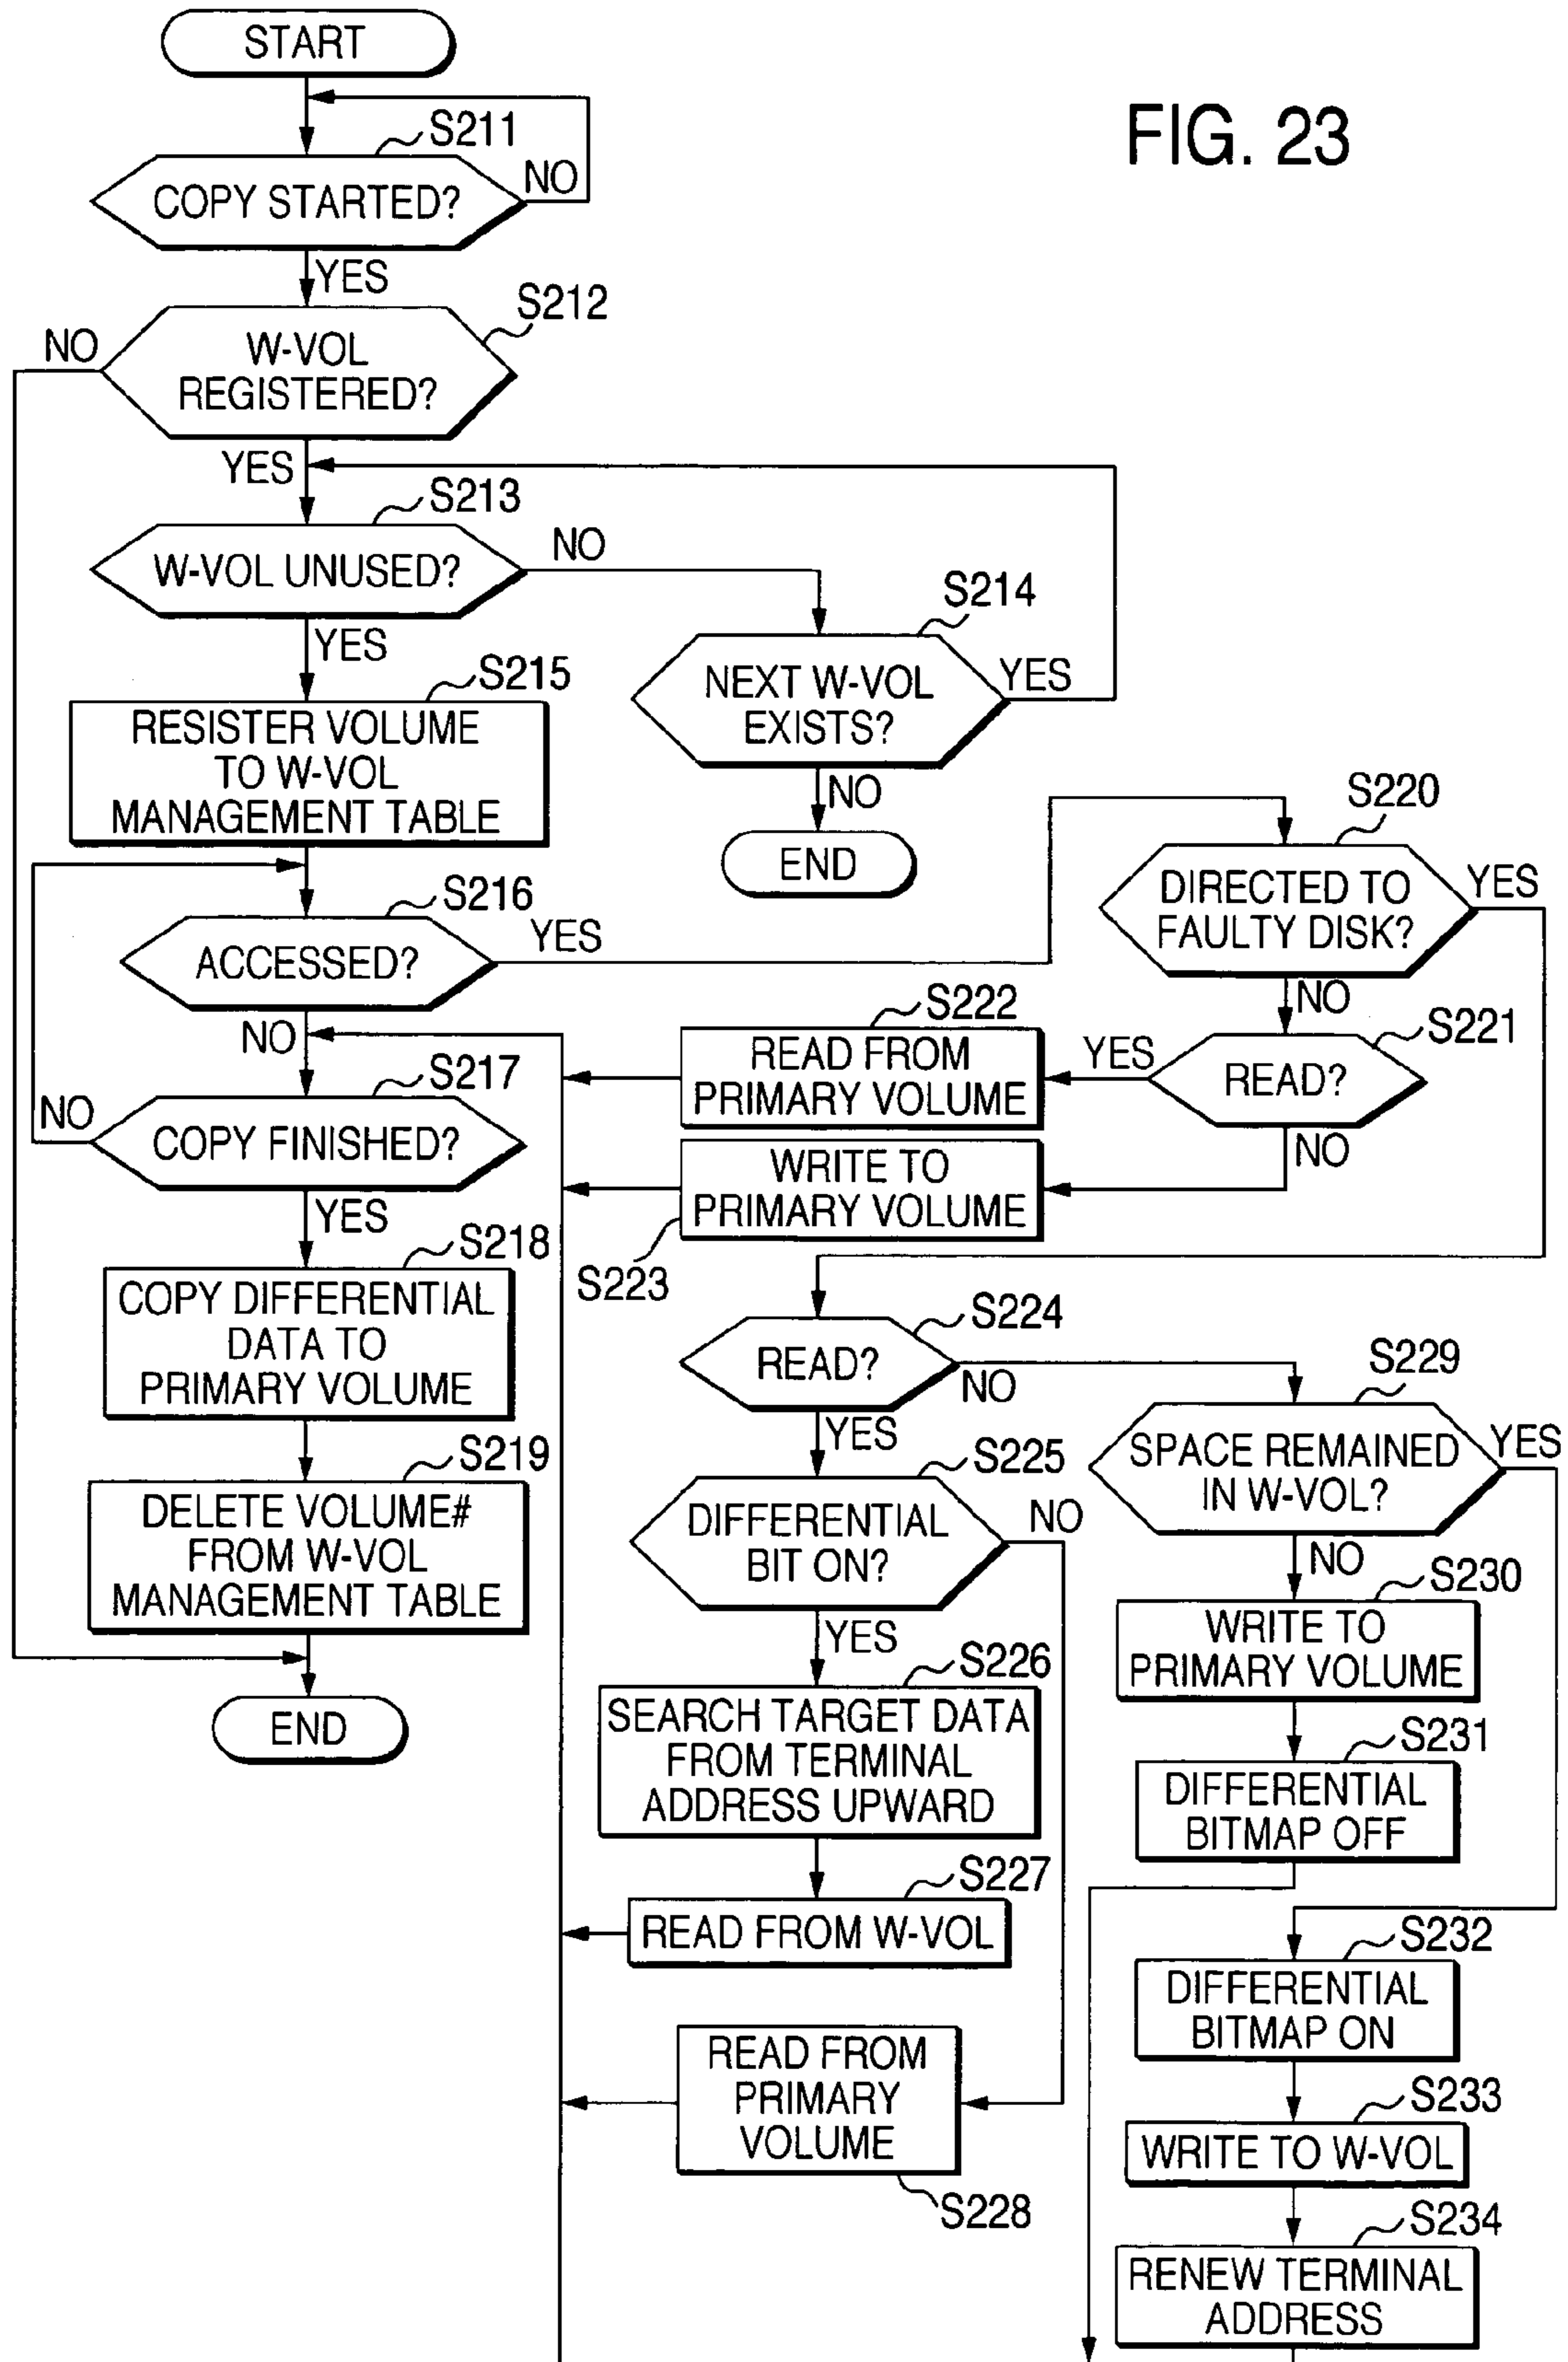 START
FIG. 23
S211
COPY STARTED?
NO
YES
S212
NO
W-VOL
REGISTERED?
YES
S213
W-VOL UNUSED?
NO
YES
S214
NEXT W-VOL
EXISTS?
YES
NO
END
S215
RESISTER VOLUME
TO W-VOL
MANAGEMENT TABLE
S216
ACCESSED?
YES
NO
S217
COPY FINISHED?
NO
YES
S218
COPY DIFFERENTIAL
DATA TO
PRIMARY VOLUME
S219
DELETE VOLUME#
FROM W-VOL
MANAGEMENT TABLE
END
S220
DIRECTED TO
FAULTY DISK?
YES
NO
S221
READ?
YES
NO
S222
READ FROM
PRIMARY VOLUME
WRITE TO
PRIMARY VOLUME
S223
S224
READ?
NO
YES
S225
DIFFERENTIAL
BIT ON?
NO
YES
S226
SEARCH TARGET DATA
FROM TERMINAL
ADDRESS UPWARD
S227
READ FROM W-VOL
READ FROM
PRIMARY
VOLUME
S228
S229
SPACE REMAINED
IN W-VOL?
YES
NO
S230
WRITE TO
PRIMARY VOLUME
S231
DIFFERENTIAL
BITMAP OFF
S232
DIFFERENTIAL
BITMAP ON
S233
WRITE TO W-VOL
S234
RENEW TERMINAL
ADDRESS